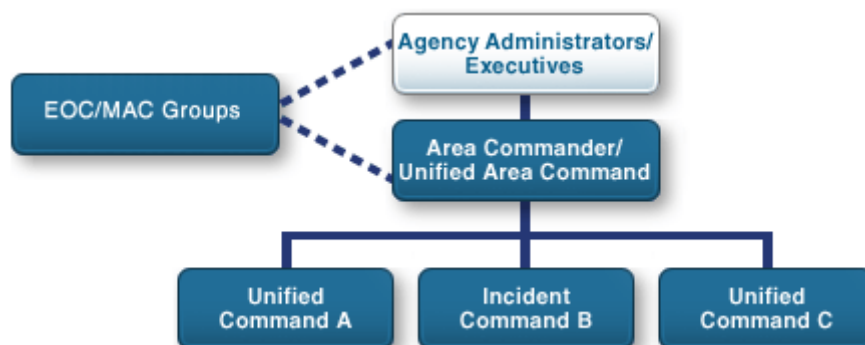 Agency Administrators/
Executives
EOC/MAC Groups
Area Commander/
Unified Area Command
Unified
Command A
Incident
Command B
Unified
Command C